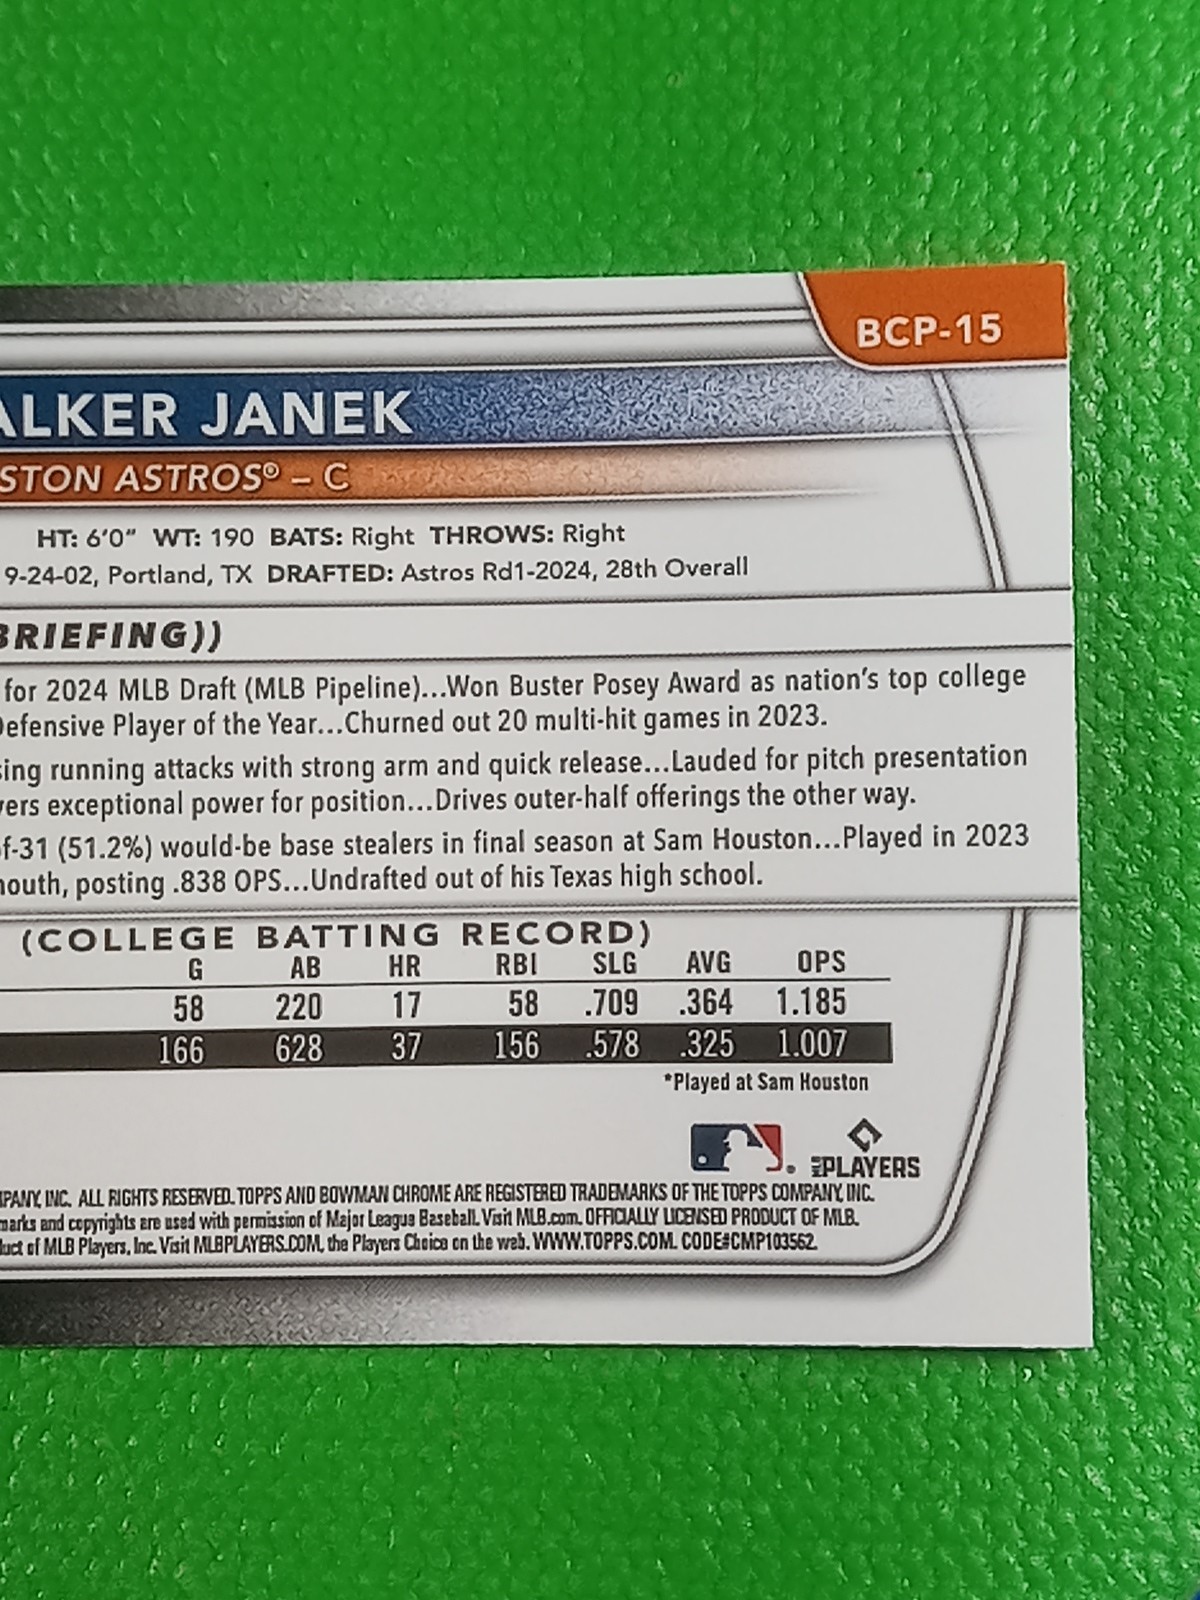 BCP-15
ALKER JANEK
STON ASTROS® – C
HT: 6'0" WT: 190 BATS: Right THROWS: Right
9-24-02, Portland, TX DRAFTED: Astros Rd1-2024, 28th Overall
BRIEFING))
for 2024 MLB Draft (MLB Pipeline)...Won Buster Posey Award as nation's top college
Defensive Player of the Year...Churned out 20 multi-hit games in 2023.
sing running attacks with strong arm and quick release...Lauded for pitch presentation
vers exceptional power for position...Drives outer-half offerings the other way.
f-31 (51.2%) would-be base stealers in final season at Sam Houston...Played in 2023
mouth, posting .838 OPS...Undrafted out of his Texas high school.
(COLLEGE BATTING RECORD)
G AB HR RBI SLG AVG OPS
58 220 17 58 .709 .364 1.185
166 628 37 156 .578 .325 1.007
*Played at Sam Houston
MLB PLAYERS
MPANY, INC. ALL RIGHTS RESERVED. TOPPS AND BOWMAN CHROME ARE REGISTERED TRADEMARKS OF THE TOPPS COMPANY, INC.
marks and copyrights are used with permission of Major League Baseball. Visit MLB.com. OFFICIALLY LICENSED PRODUCT OF MLB.
duct of MLB Players, Inc. Visit MLBPLAYERS.COM, the Players Choice on the web. WWW.TOPPS.COM. CODE#CMP103562